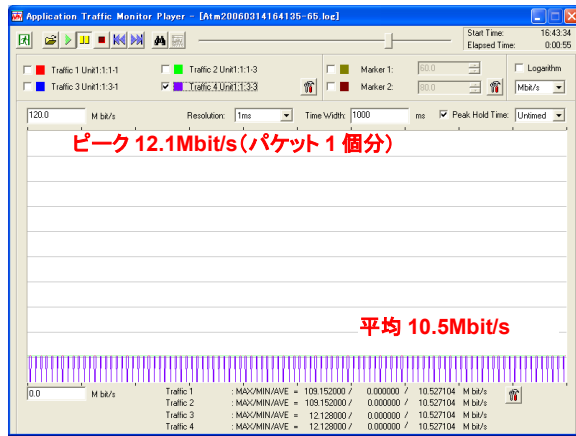 Application Traffic Monitor Player - [Atm20060314164135-65.log]
Start Time: 16:43:34
Elapsed Time: 0:00:55
Traffic 1 Unit1:1:1-1 Traffic 2 Unit1:1:1-3 Marker 1: 60.0 Logarithm
Traffic 3 Unit1:1:3-1 Traffic 4 Unit1:1:3-3 Marker 2: 80.0 Mbit/s
120.0 M bit/s Resolution: 1ms Time Width: 1000 ms Peak Hold Time: Untimed
ピーク 12.1Mbit/s(パケット 1 個分)
平均 10.5Mbit/s
0.0 M bit/s
Traffic 1 : MAX/MIN/AVE = 109.152000 / 0.000000 / 10.527104 M bit/s
Traffic 2 : MAX/MIN/AVE = 109.152000 / 0.000000 / 10.527104 M bit/s
Traffic 3 : MAX/MIN/AVE = 12.128000 / 0.000000 / 10.527104 M bit/s
Traffic 4 : MAX/MIN/AVE = 12.128000 / 0.000000 / 10.527104 M bit/s